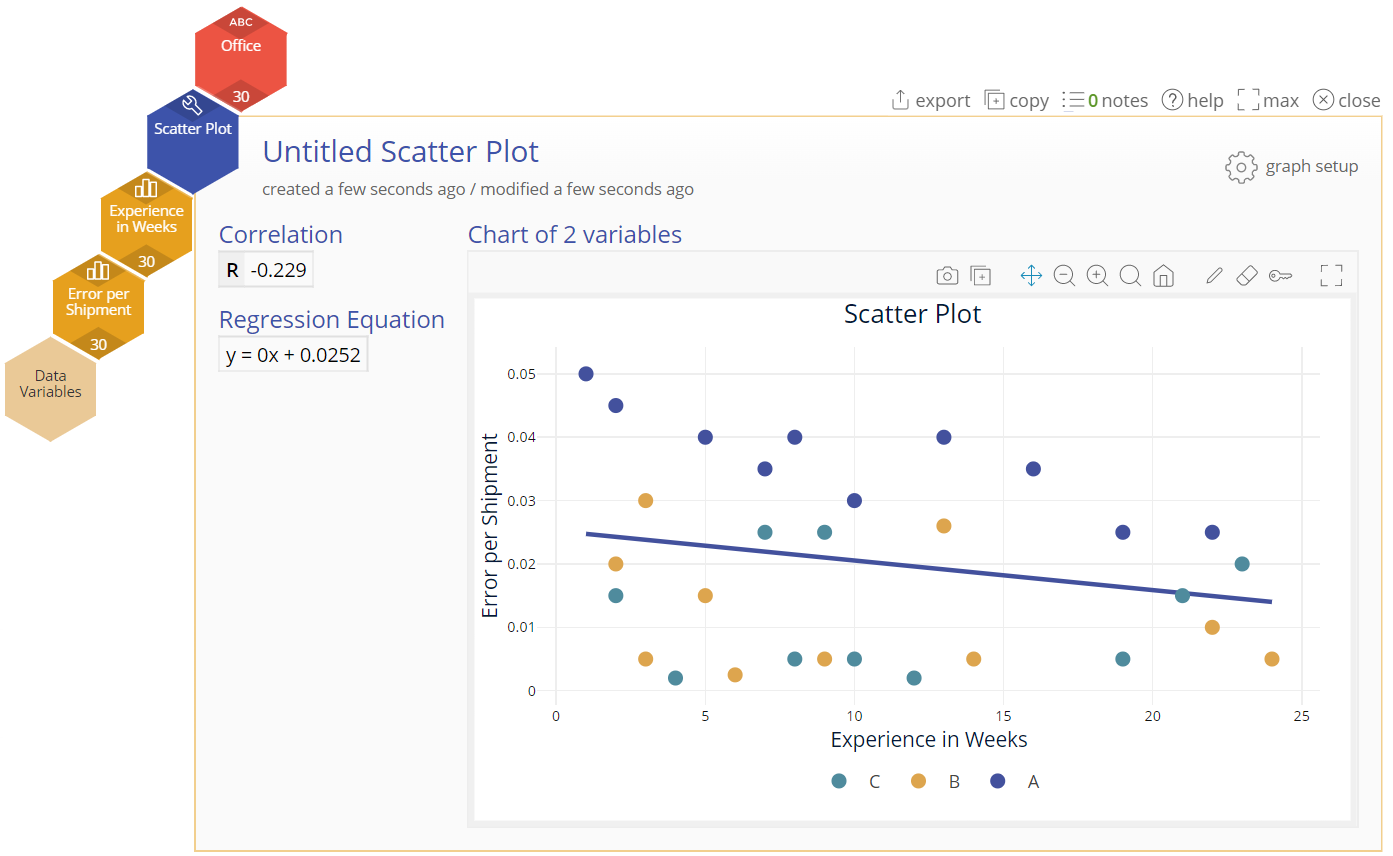 ABC
Office
30
Scatter Plot
Experience
in Weeks
30
Error per
Shipment
30
Data
Variables
export copy 0 notes help max close
Untitled Scatter Plot
created a few seconds ago / modified a few seconds ago
graph setup
Correlation
R -0.229
Regression Equation
y = 0x + 0.0252
Chart of 2 variables
Scatter Plot
Error per Shipment
0.05
0.04
0.03
0.02
0.01
0
0 5 10 15 20 25
Experience in Weeks
C B A